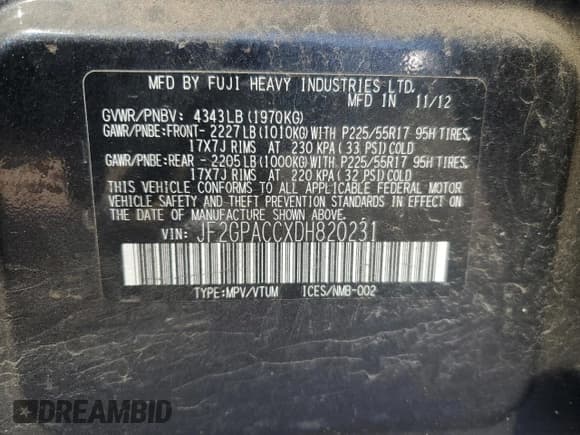 MFD BY FUJI HEAVY INDUSTRIES LTD.
MFD IN 11/12
GVWR/PNBV: 4343LB (1970KG)
GAWR/PNBE:FRONT- 2227LB(1010KG)WITH P225/55R17 95H TIRES,
17X7J RIMS AT 230 KPA (33 PSI)COLD
GAWR/PNBE:REAR - 2205LB(1000KG)WITH P225/55R17 95H TIRES,
17X7J RIMS AT 220 KPA (32 PSI)COLD
THIS VEHICLE CONFORMS TO ALL APPLICABLE FEDERAL MOTOR
VEHICLE SAFETY AND THEFT PREVENTION STANDARDS IN EFFECT ON
THE DATE OF MANUFACTURE SHOWN ABOVE.
VIN: JF2GPACCXDH820231
TYPE:MPV/VTUM ICES/NMB-002
DREAMBID
DREAMBID